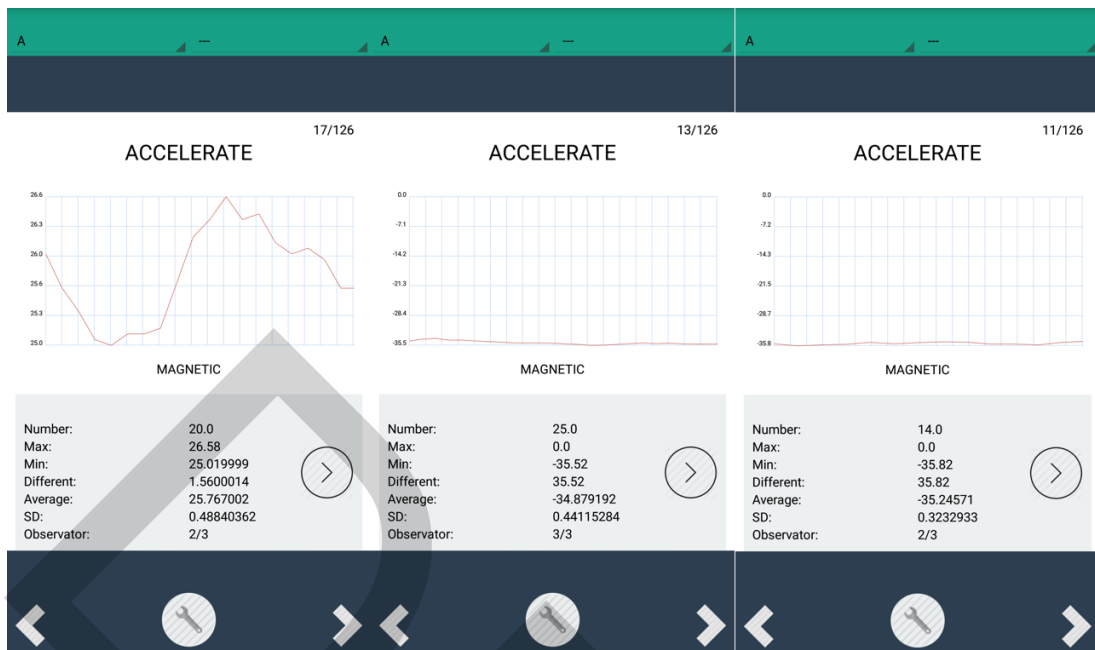 A ---
17/126
ACCELERATE
26.6
26.3
26.0
25.6
25.3
25.0
MAGNETIC
Number: 20.0
Max: 26.58
Min: 25.019999
Different: 1.5600014
Average: 25.767002
SD: 0.48840362
Observator: 2/3
A ---
13/126
ACCELERATE
0.0
-7.1
-14.2
-21.3
-28.4
-35.5
MAGNETIC
Number: 25.0
Max: 0.0
Min: -35.52
Different: 35.52
Average: -34.879192
SD: 0.44115284
Observator: 3/3
A ---
11/126
ACCELERATE
0.0
-7.2
-14.3
-21.5
-28.7
-35.8
MAGNETIC
Number: 14.0
Max: 0.0
Min: -35.82
Different: 35.82
Average: -35.24571
SD: 0.3232933
Observator: 2/3